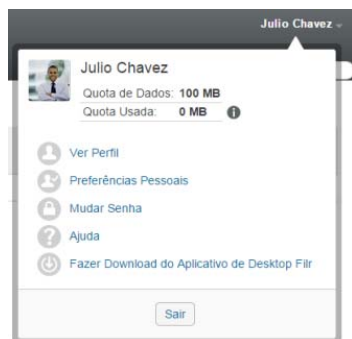 Julio Chavez
Julio Chavez
Quota de Dados: 100 MB
Quota Usada: 0 MB
Ver Perfil
Preferências Pessoais
Mudar Senha
Ajuda
Fazer Download do Aplicativo de Desktop Filr
Sair